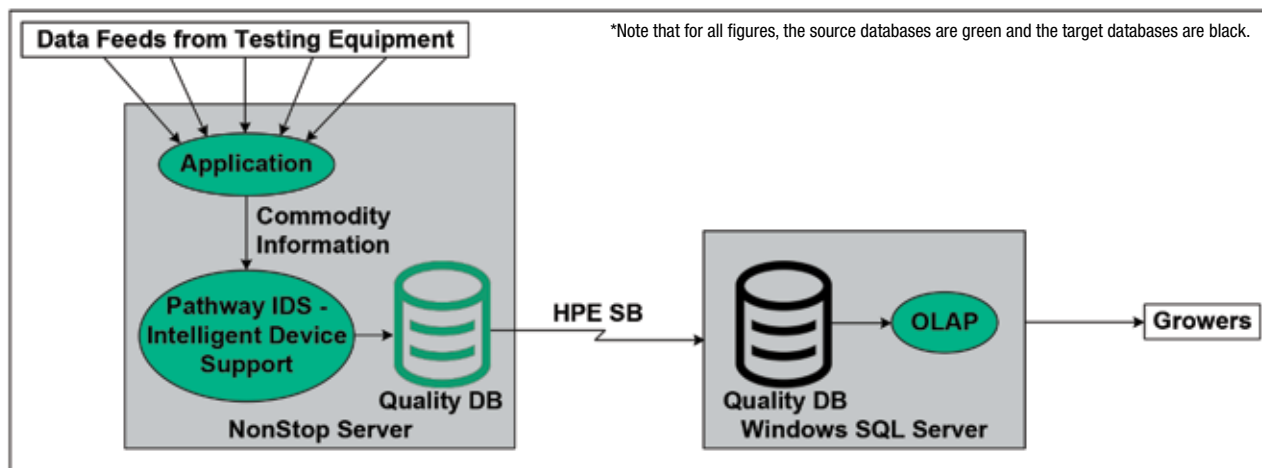 Data Feeds from Testing Equipment
*Note that for all figures, the source databases are green and the target databases are black.
Application
Commodity
Information
Pathway IDS -
Intelligent Device
Support
Quality DB
NonStop Server
HPE SB
Quality DB
OLAP
Windows SQL Server
Growers